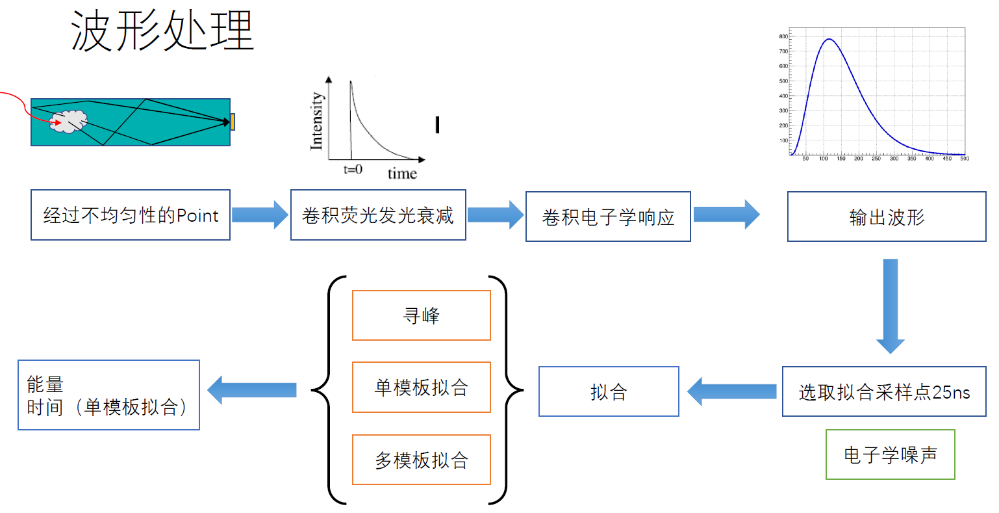 波形处理
Intensity
t=0
time
800
700
600
500
400
300
200
100
50 100 150 200 250 300 350 400 450 500
经过不均匀性的Point
卷积荧光发光衰减
卷积电子学响应
输出波形
选取拟合采样点25ns
电子学噪声
拟合
寻峰
单模板拟合
多模板拟合
能量
时间（单模板拟合）